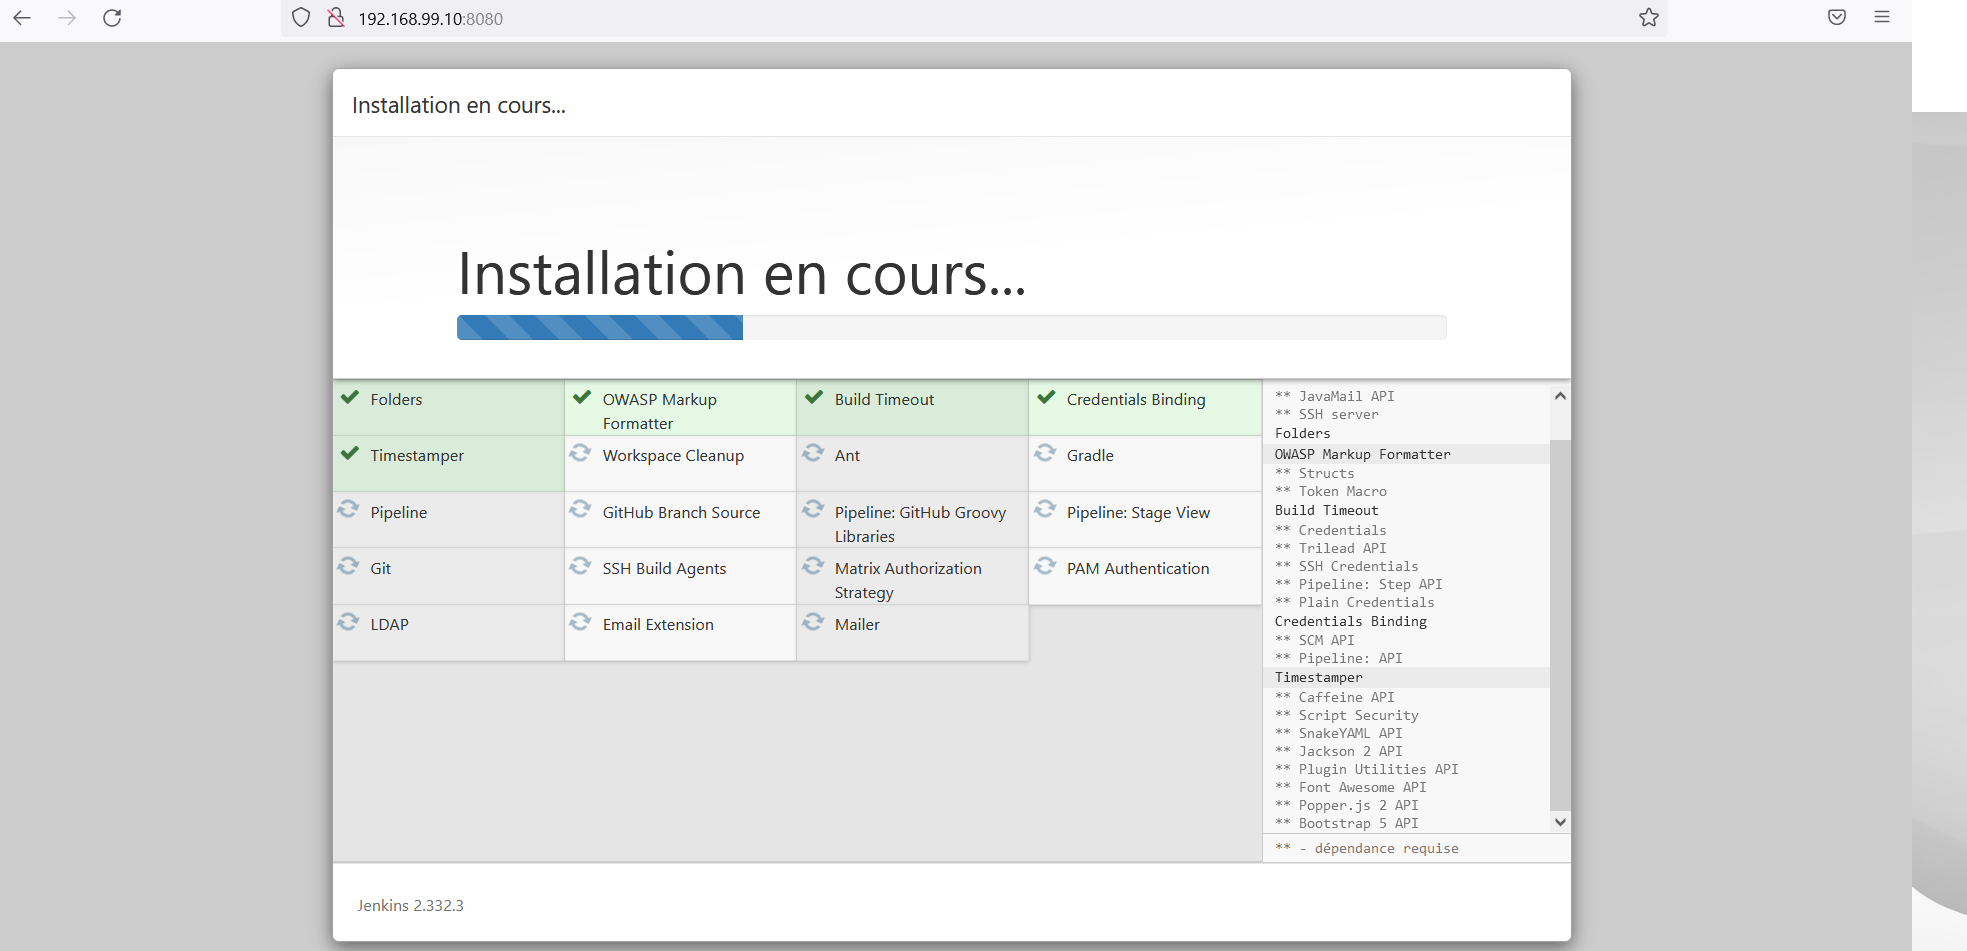 192.168.99.10:8080
Installation en cours...
Installation en cours...
Folders
OWASP Markup
Formatter
Build Timeout
Credentials Binding
Timestamper
Workspace Cleanup
Ant
Gradle
Pipeline
GitHub Branch Source
Pipeline: GitHub Groovy
Libraries
Pipeline: Stage View
Git
SSH Build Agents
Matrix Authorization
Strategy
PAM Authentication
LDAP
Email Extension
Mailer
** JavaMail API
** SSH server
Folders
OWASP Markup Formatter
** Structs
** Token Macro
Build Timeout
** Credentials
** Trilead API
** SSH Credentials
** Pipeline: Step API
** Plain Credentials
Credentials Binding
** SCM API
** Pipeline: API
Timestamper
** Caffeine API
** Script Security
** SnakeYAML API
** Jackson 2 API
** Plugin Utilities API
** Font Awesome API
** Popper.js 2 API
** Bootstrap 5 API
** - dépendance requise
Jenkins 2.332.3